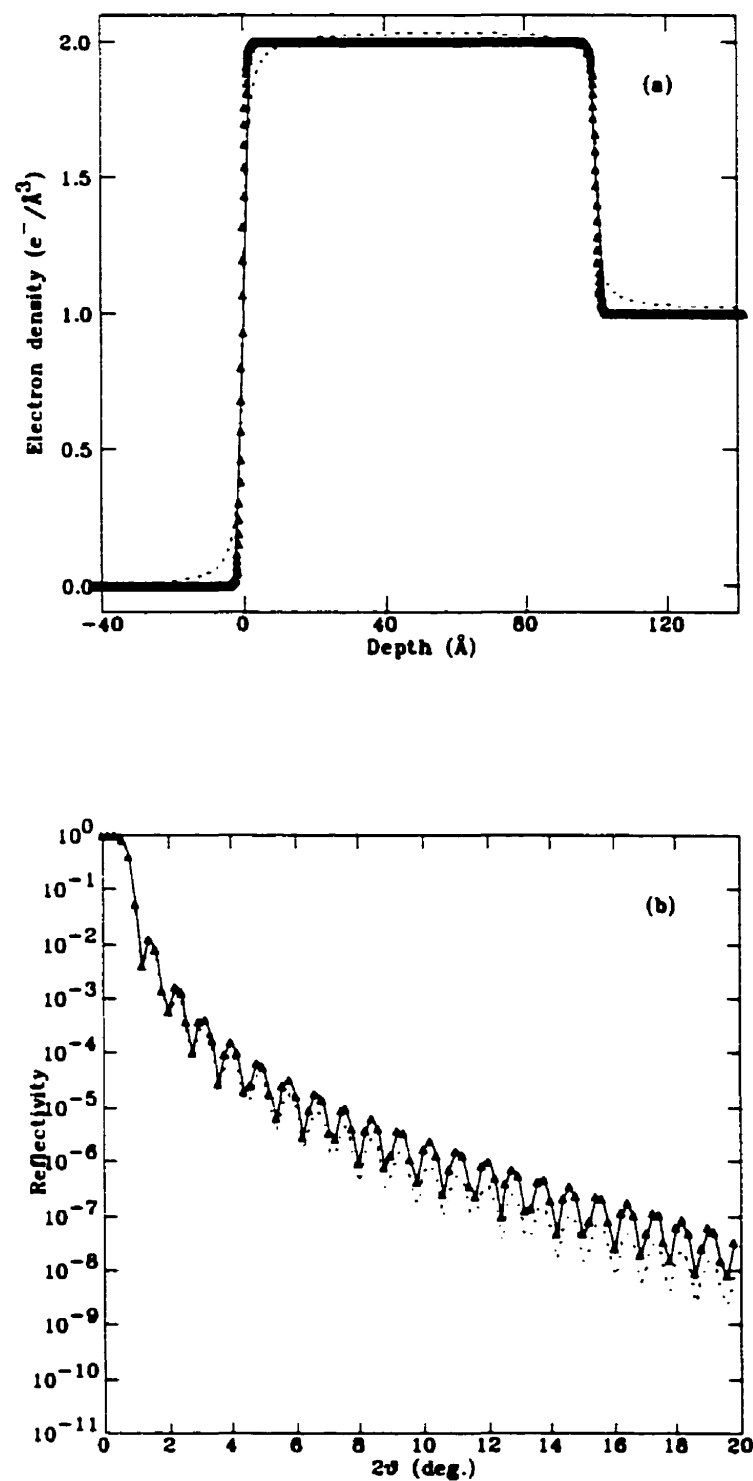 2.0
(a)
1.5
Electron density (e⁻/Å³)
1.0
0.5
0.0
-40 0 40 80 120
Depth (Å)
10⁰
(b)
10⁻¹
10⁻²
10⁻³
10⁻⁴
10⁻⁵
Reflectivity
10⁻⁶
10⁻⁷
10⁻⁸
10⁻⁹
10⁻¹⁰
10⁻¹¹
0 2 4 6 8 10 12 14 16 18 20
2ϑ (deg.)